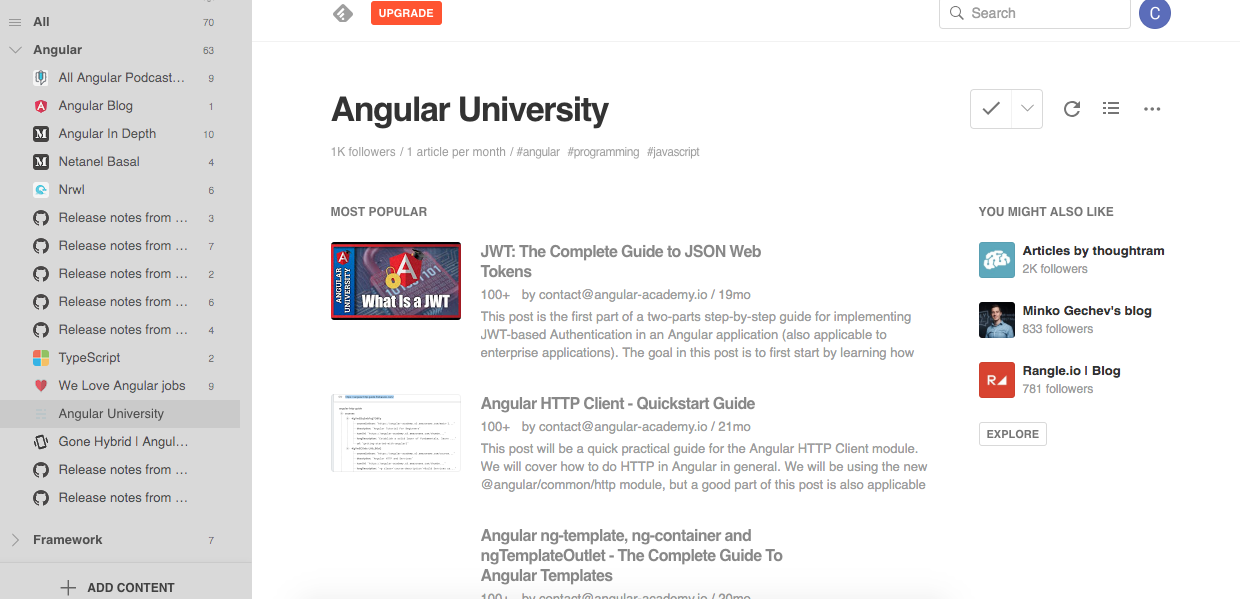 All 70
Angular 63
All Angular Podcast… 9
Angular Blog 1
Angular In Depth 10
Netanel Basal 4
Nrwl 6
Release notes from … 3
Release notes from … 7
Release notes from … 2
Release notes from … 6
Release notes from … 4
TypeScript 2
We Love Angular jobs 9
Angular University
Gone Hybrid | Angul…
Release notes from …
Release notes from …
Framework 7
ADD CONTENT
UPGRADE
Search
C
Angular University
1K followers / 1 article per month / #angular #programming #javascript
MOST POPULAR
ANGULAR
UNIVERSITY
What is a JWT
JWT: The Complete Guide to JSON Web
Tokens
100+ by contact@angular-academy.io / 19mo
This post is the first part of a two-parts step-by-step guide for implementing
JWT-based Authentication in an Angular application (also applicable to
enterprise applications). The goal in this post is to first start by learning how
Angular HTTP Client - Quickstart Guide
100+ by contact@angular-academy.io / 21mo
This post will be a quick practical guide for the Angular HTTP Client module.
We will cover how to do HTTP in Angular in general. We will be using the new
@angular/common/http module, but a good part of this post is also applicable
Angular ng-template, ng-container and
ngTemplateOutlet - The Complete Guide To
Angular Templates
100+ by contact@angular-academy.io / 20mo
YOU MIGHT ALSO LIKE
Articles by thoughtram
2K followers
Minko Gechev's blog
833 followers
R
Rangle.io | Blog
781 followers
EXPLORE